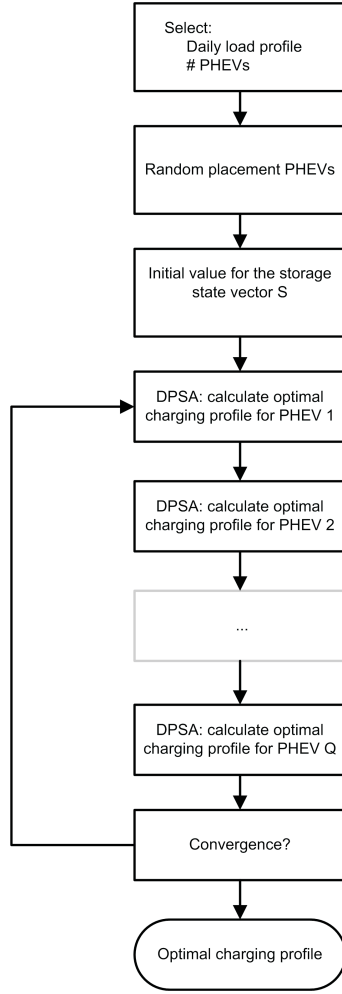 Select:
Daily load profile
# PHEVs
Random placement PHEVs
Initial value for the storage
state vector S
DPSA: calculate optimal
charging profile for PHEV 1
DPSA: calculate optimal
charging profile for PHEV 2
...
DPSA: calculate optimal
charging profile for PHEV Q
Convergence?
Optimal charging profile